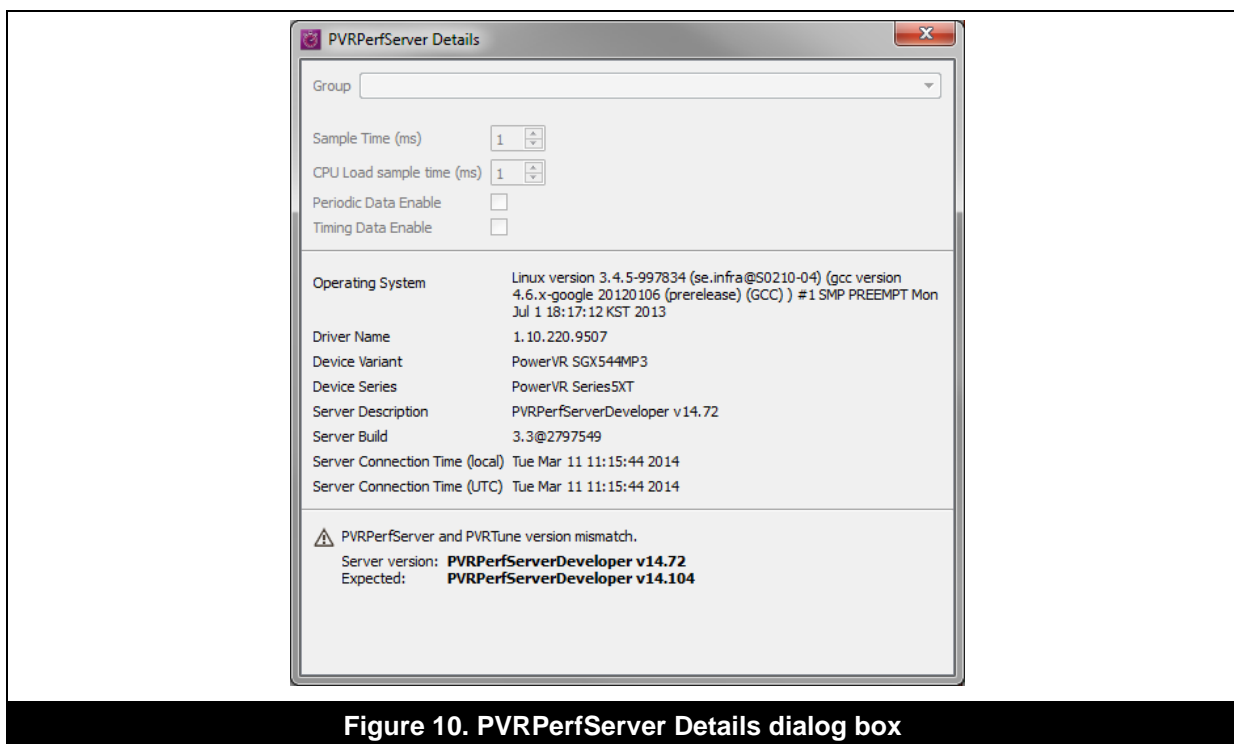 PVRPerfServer Details
Group
Sample Time (ms) 1
CPU Load sample time (ms) 1
Periodic Data Enable
Timing Data Enable
Operating System Linux version 3.4.5-997834 (se.infra@S0210-04) (gcc version
4.6.x-google 20120106 (prerelease) (GCC) ) #1 SMP PREEMPT Mon
Jul 1 18:17:12 KST 2013
Driver Name 1.10.220.9507
Device Variant PowerVR SGX544MP3
Device Series PowerVR Series5XT
Server Description PVRPerfServerDeveloper v14.72
Server Build 3.3@2797549
Server Connection Time (local) Tue Mar 11 11:15:44 2014
Server Connection Time (UTC) Tue Mar 11 11:15:44 2014
PVRPerfServer and PVRTune version mismatch.
Server version: PVRPerfServerDeveloper v14.72
Expected: PVRPerfServerDeveloper v14.104
Figure 10. PVRPerfServer Details dialog box